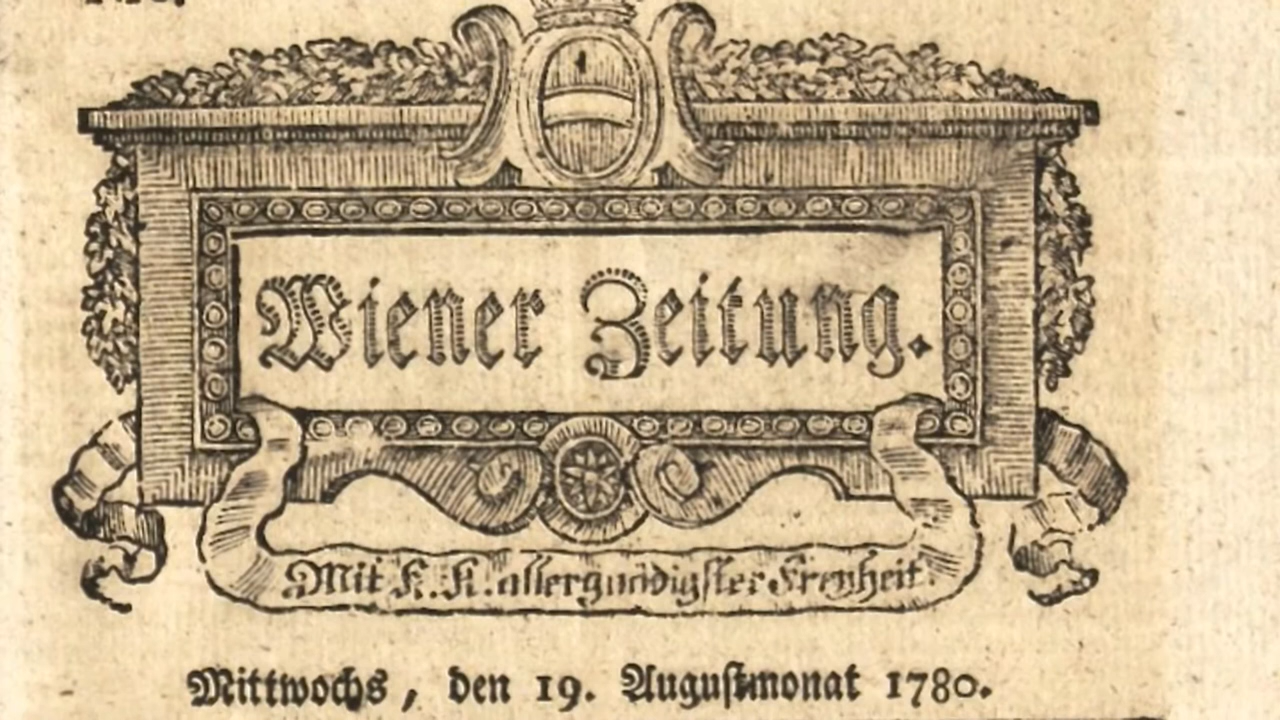 Wiener Zeitung.
Mit K. K. allergnädigster Freyheit.
Mittwochs, den 19. Augustmonat 1780.